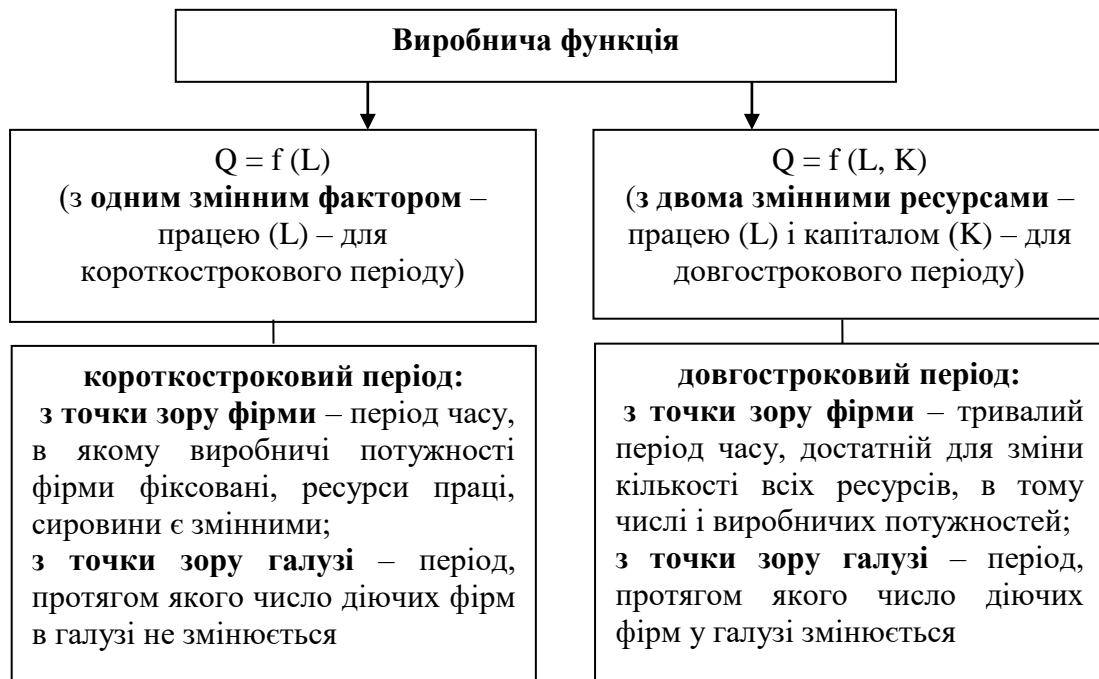 Виробнича функція
Q = f (L)
(з одним змінним фактором –
працею (L) – для
короткострокового періоду)
Q = f (L, K)
(з двома змінними ресурсами –
працею (L) і капіталом (K) – для
довгострокового періоду)
короткостроковий період:
з точки зору фірми – період часу,
в якому виробничі потужності
фірми фіксовані, ресурси праці,
сировини є змінними;
з точки зору галузі – період,
протягом якого число діючих фірм
в галузі не змінюється
довгостроковий період:
з точки зору фірми – тривалий
період часу, достатній для зміни
кількості всіх ресурсів, в тому
числі і виробничих потужностей;
з точки зору галузі – період,
протягом якого число діючих
фірм у галузі змінюється